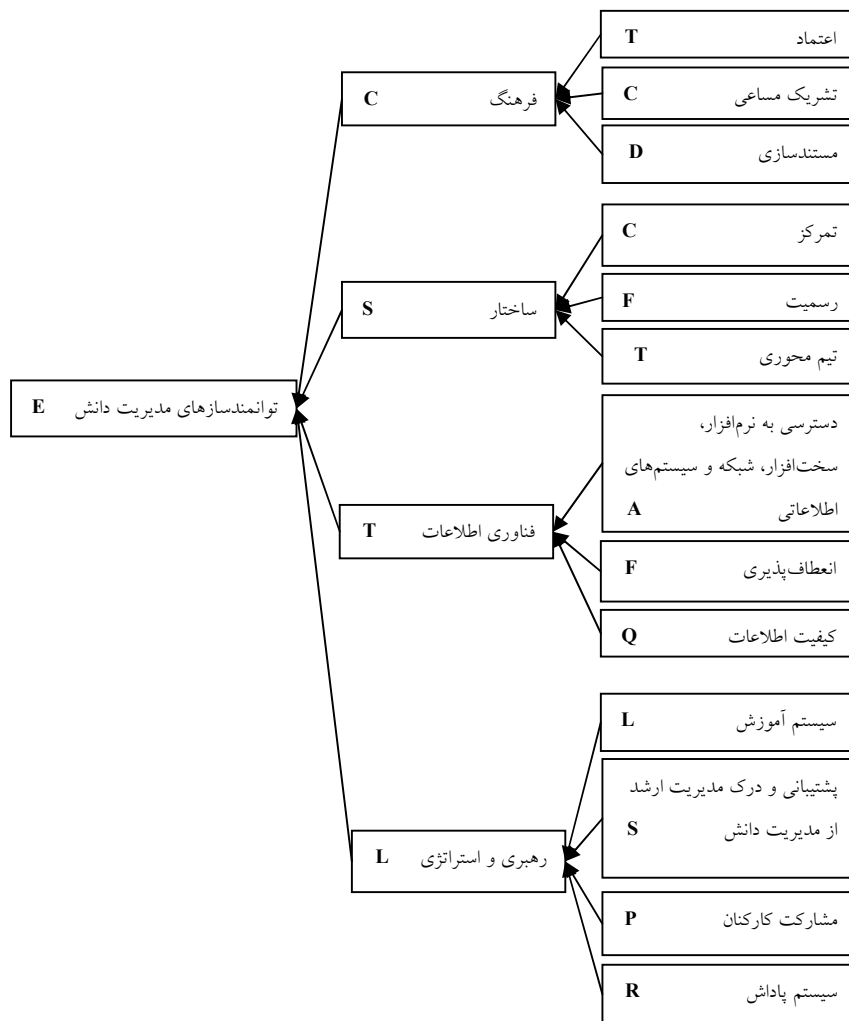 اعتماد T
فرهنگ C
تشریک مساعی C
مستندسازی D
تمرکز C
ساختار S
رسمیت F
تیم محوری T
توانمندسازهای مدیریت دانش E
دسترسی به نرم‌افزار،
سخت‌افزار، شبکه و سیستم‌های
اطلاعاتی A
فناوری اطلاعات T
انعطاف‌پذیری F
کیفیت اطلاعات Q
سیستم آموزش L
پشتیبانی و درک مدیریت ارشد
از مدیریت دانش S
رهبری و استراتژی L
مشارکت کارکنان P
سیستم پاداش R